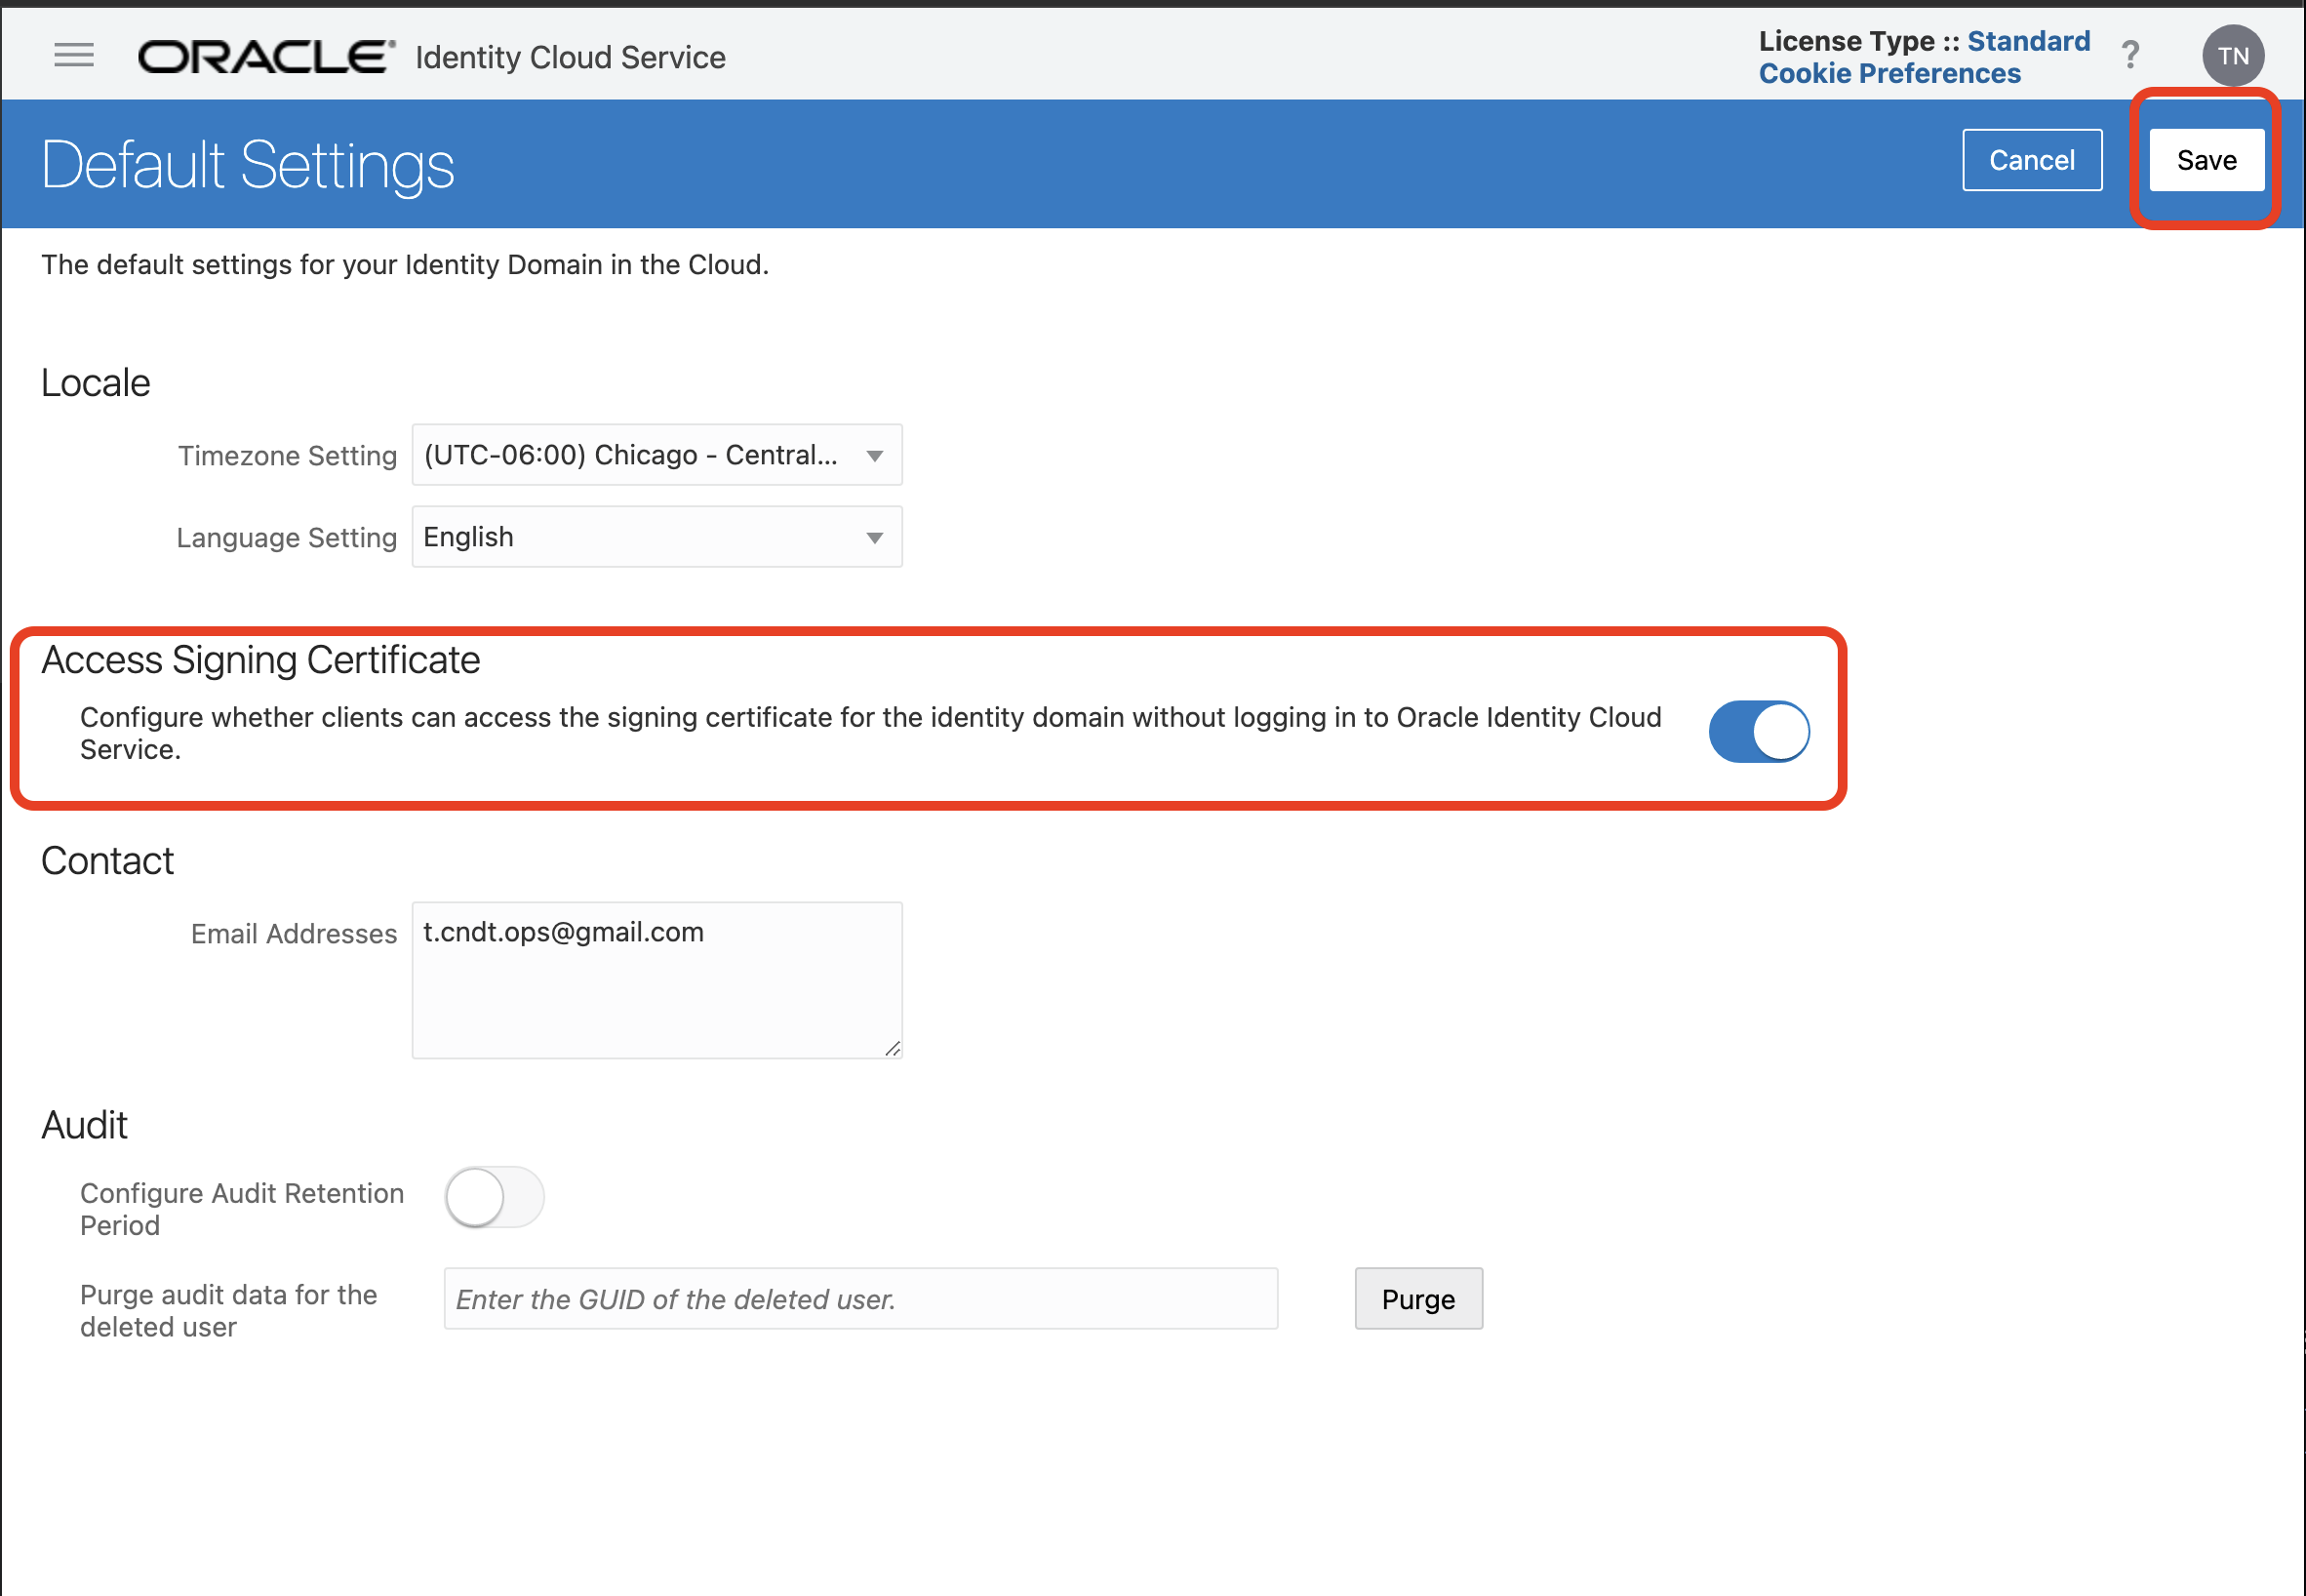 ORACLE® Identity Cloud Service
License Type :: Standard
Cookie Preferences
?
TN
Default Settings
Cancel
Save
The default settings for your Identity Domain in the Cloud.
Locale
Timezone Setting
(UTC-06:00) Chicago - Central...
Language Setting
English
Access Signing Certificate
Configure whether clients can access the signing certificate for the identity domain without logging in to Oracle Identity Cloud
Service.
Contact
Email Addresses
t.cndt.ops@gmail.com
Audit
Configure Audit Retention
Period
Purge audit data for the
deleted user
Enter the GUID of the deleted user.
Purge